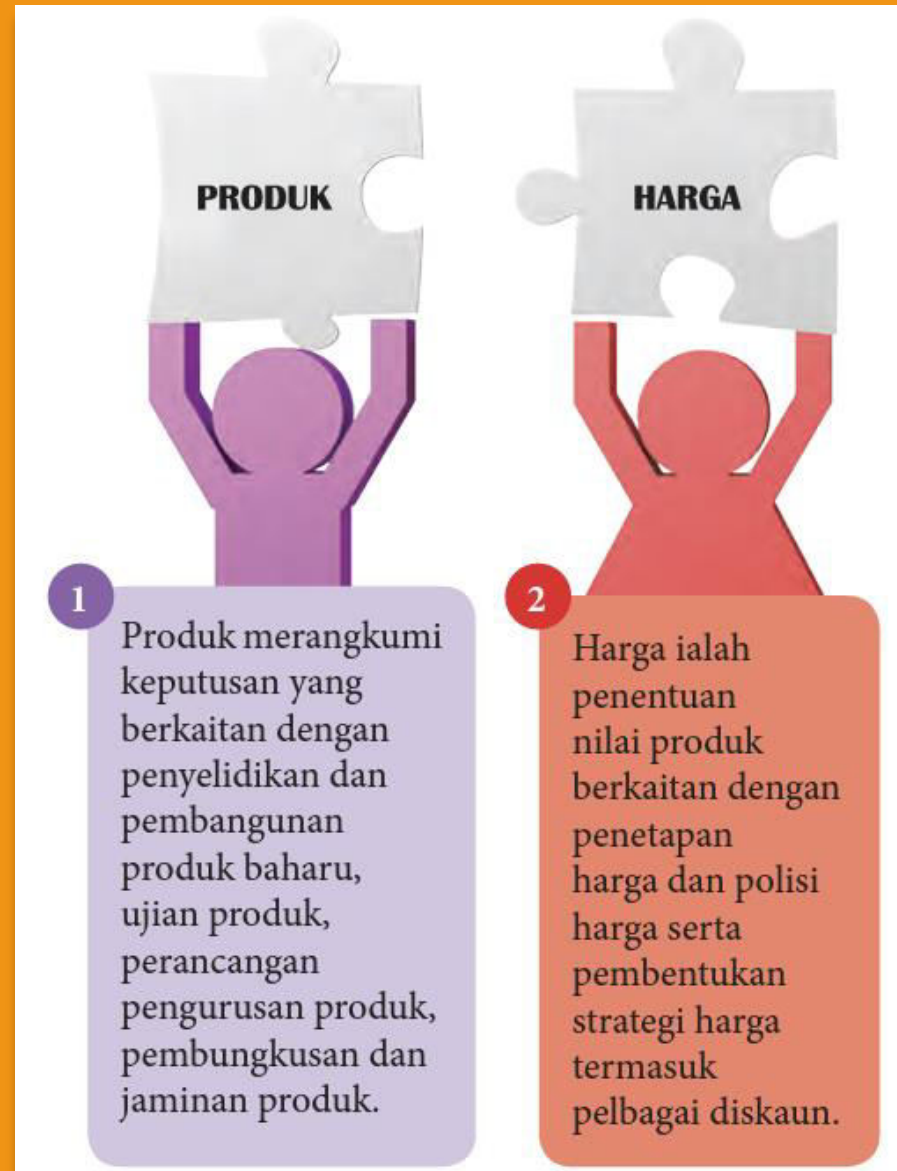 PRODUK
HARGA
1
Produk merangkumi
keputusan yang
berkaitan dengan
penyelidikan dan
pembangunan
produk baharu,
ujian produk,
perancangan
pengurusan produk,
pembungkusan dan
jaminan produk.
2
Harga ialah
penentuan
nilai produk
berkaitan dengan
penetapan
harga dan polisi
harga serta
pembentukan
strategi harga
termasuk
pelbagai diskaun.